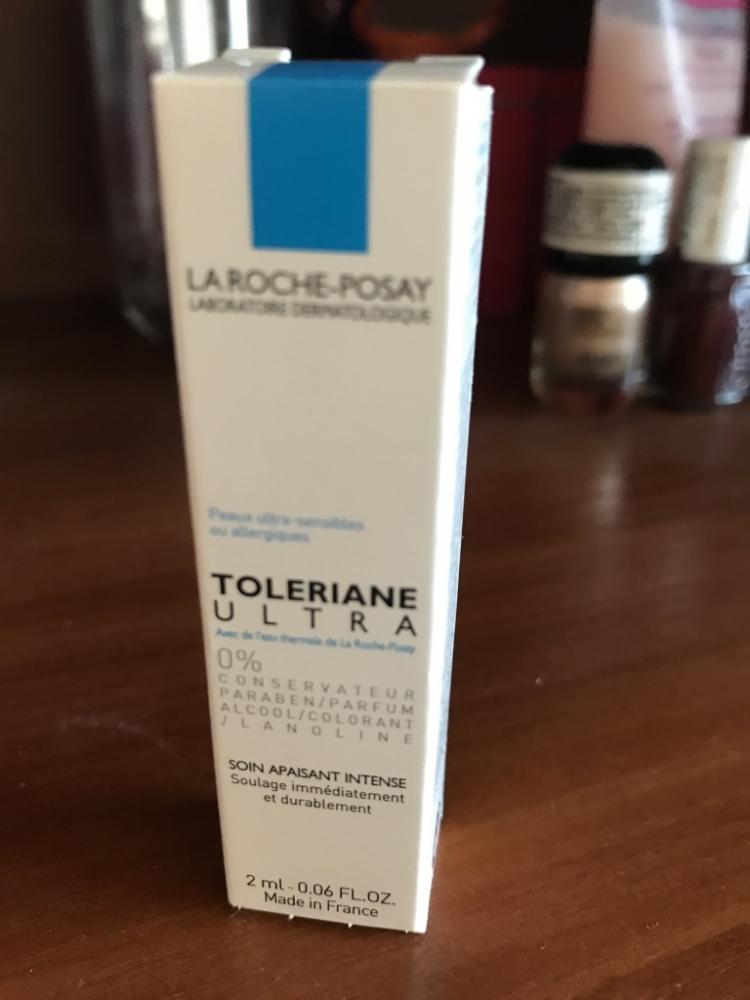 LA ROCHE-POSAY
LABORATOIRE DERMATOLOGIQUE
Peaux ultra-sensibles
ou allergiques
TOLERIANE
ULTRA
Avec de l'eau thermale de La Roche-Posay
0%
CONSERVATEUR
PARABEN/PARFUM
ALCOOL/COLORANT
/LANOLINE
SOIN APAISANT INTENSE
Soulage immédiatement
et durablement
2 ml - 0.06 FL.OZ.
Made in France